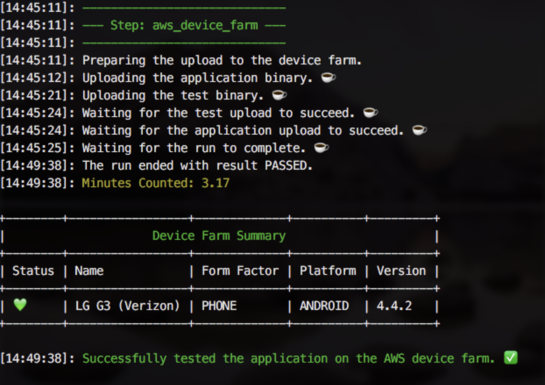 [14:45:11]: ------------------------------
[14:45:11]: --- Step: aws_device_farm ---
[14:45:11]: ------------------------------
[14:45:11]: Preparing the upload to the device farm.
[14:45:12]: Uploading the application binary. ☕
[14:45:21]: Uploading the test binary. ☕
[14:45:24]: Waiting for the test upload to succeed. ☕
[14:45:24]: Waiting for the application upload to succeed. ☕
[14:45:25]: Waiting for the run to complete. ☕
[14:49:38]: The run ended with result PASSED.
[14:49:38]: Minutes Counted: 3.17
Device Farm Summary
| Status | Name | Form Factor | Platform | Version |
| 💚 | LG G3 (Verizon) | PHONE | ANDROID | 4.4.2 |
[14:49:38]: Successfully tested the application on the AWS device farm. ✅